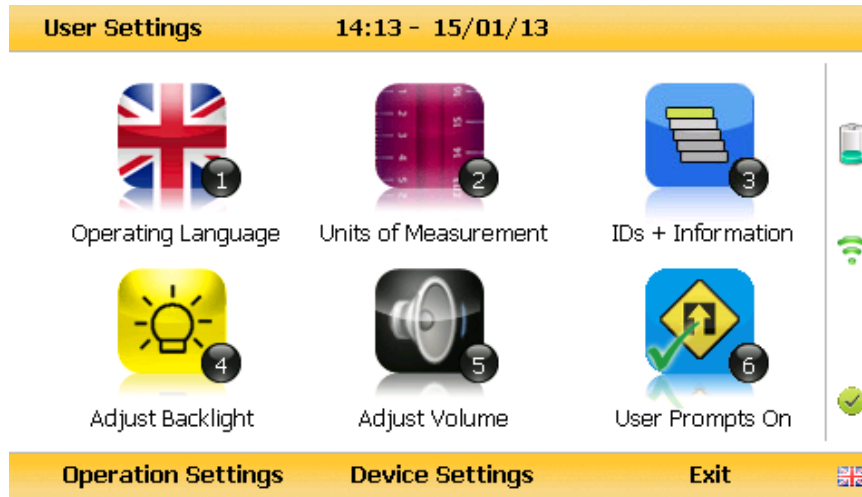 User Settings 14:13 - 15/01/13
1 2 3
Operating Language Units of Measurement IDs + Information
4 5 6
Adjust Backlight Adjust Volume User Prompts On
Operation Settings Device Settings Exit